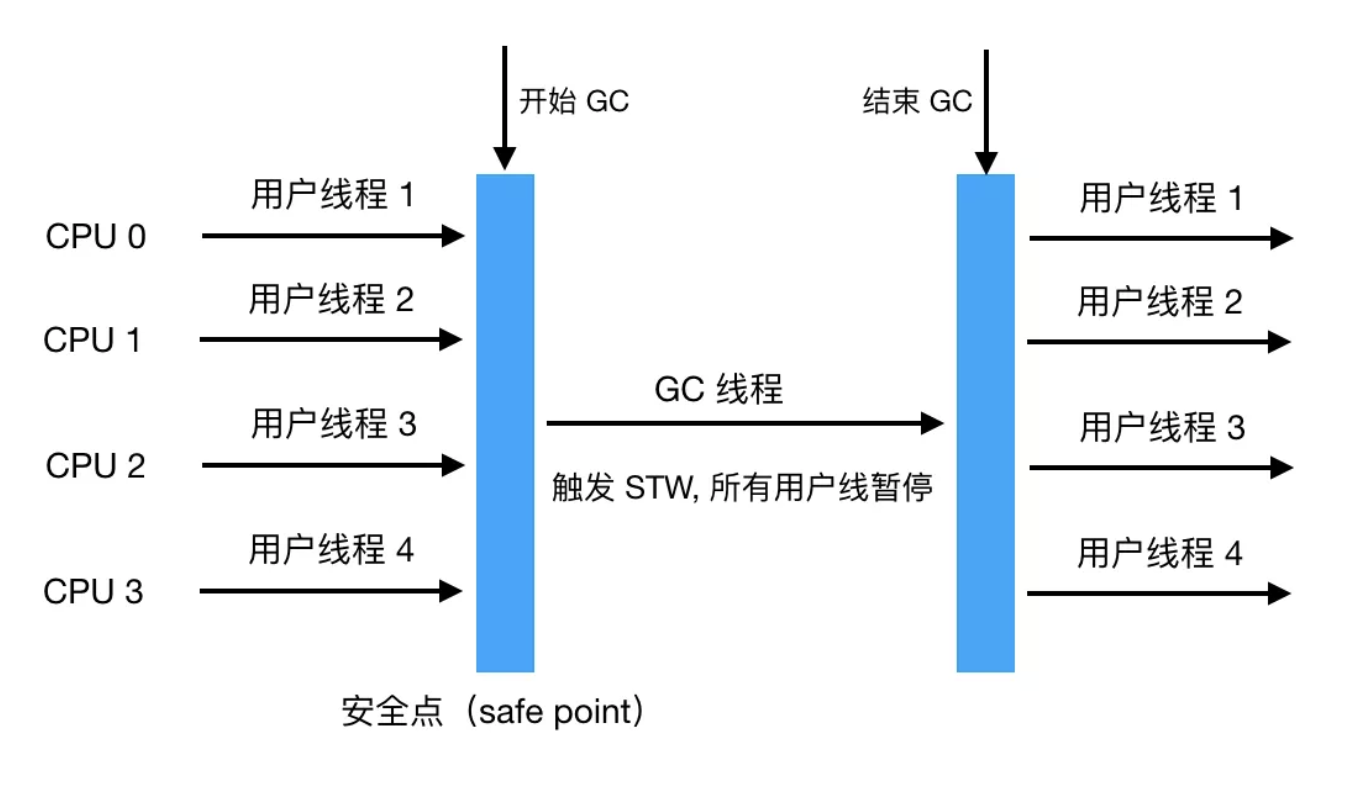 开始 GC
结束 GC
用户线程 1
用户线程 1
CPU 0
用户线程 2
用户线程 2
CPU 1
GC 线程
用户线程 3
用户线程 3
CPU 2
触发 STW, 所有用户线暂停
用户线程 4
用户线程 4
CPU 3
安全点（safe point）